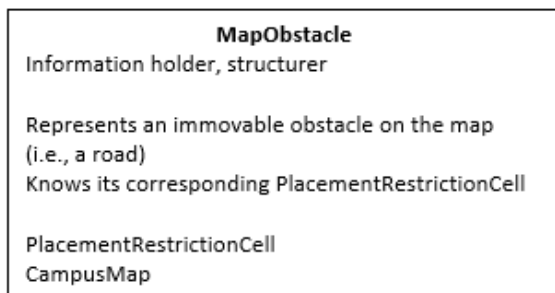 MapObstacle
Information holder, structurer
Represents an immovable obstacle on the map
(i.e., a road)
Knows its corresponding PlacementRestrictionCell
PlacementRestrictionCell
CampusMap